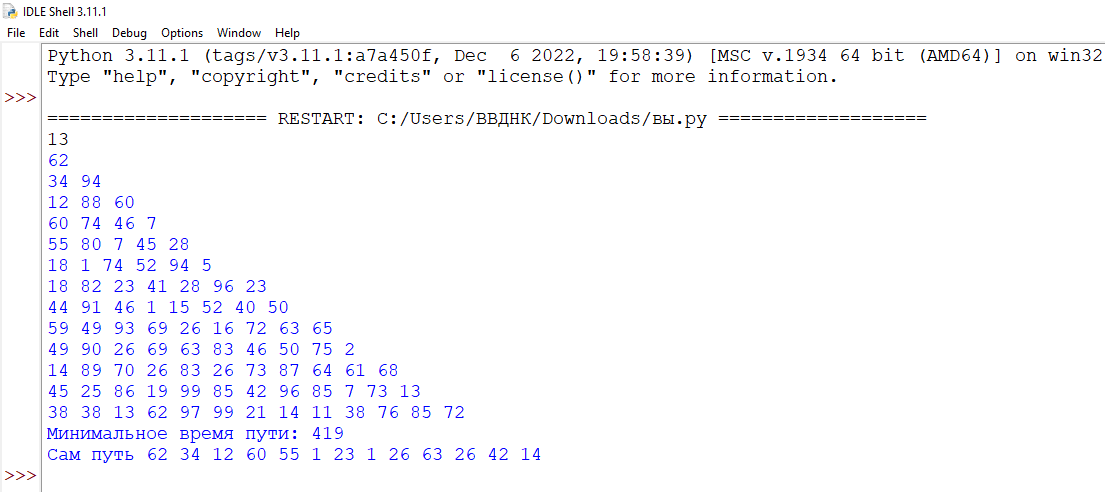 IDLE Shell 3.11.1
File Edit Shell Debug Options Window Help
Python 3.11.1 (tags/v3.11.1:a7a450f, Dec  6 2022, 19:58:39) [MSC v.1934 64 bit (AMD64)] on win32
Type "help", "copyright", "credits" or "license()" for more information.
>>>
==================== RESTART: C:/Users/ВВДНК/Downloads/вы.py ===================
13
62
34 94
12 88 60
60 74 46 7
55 80 7 45 28
18 1 74 52 94 5
18 82 23 41 28 96 23
44 91 46 1 15 52 40 50
59 49 93 69 26 16 72 63 65
49 90 26 69 63 83 46 50 75 2
14 89 70 26 83 26 73 87 64 61 68
45 25 86 19 99 85 42 96 85 7 73 13
38 38 13 62 97 99 21 14 11 38 76 85 72
Минимальное время пути: 419
Сам путь 62 34 12 60 55 1 23 1 26 63 26 42 14
>>>